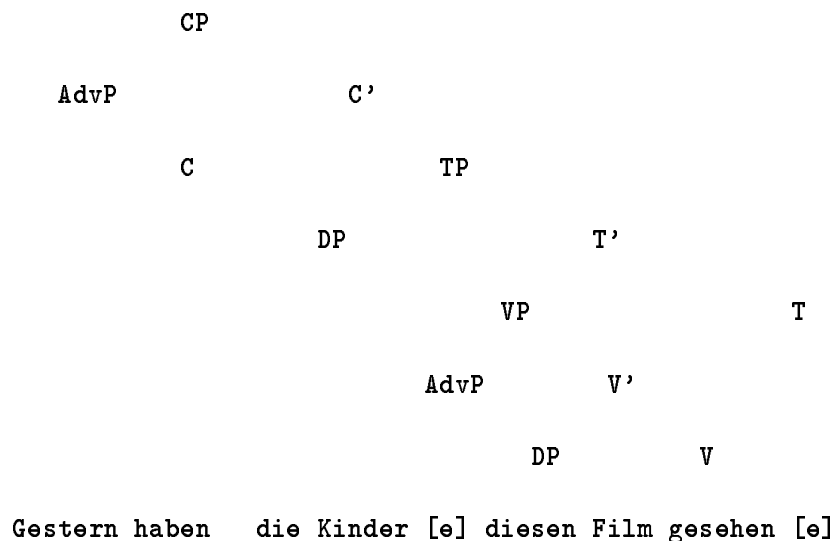 CP
AdvP C’
C TP
DP T’
VP T
AdvP V’
DP V
Gestern haben die Kinder [e] diesen Film gesehen [e]